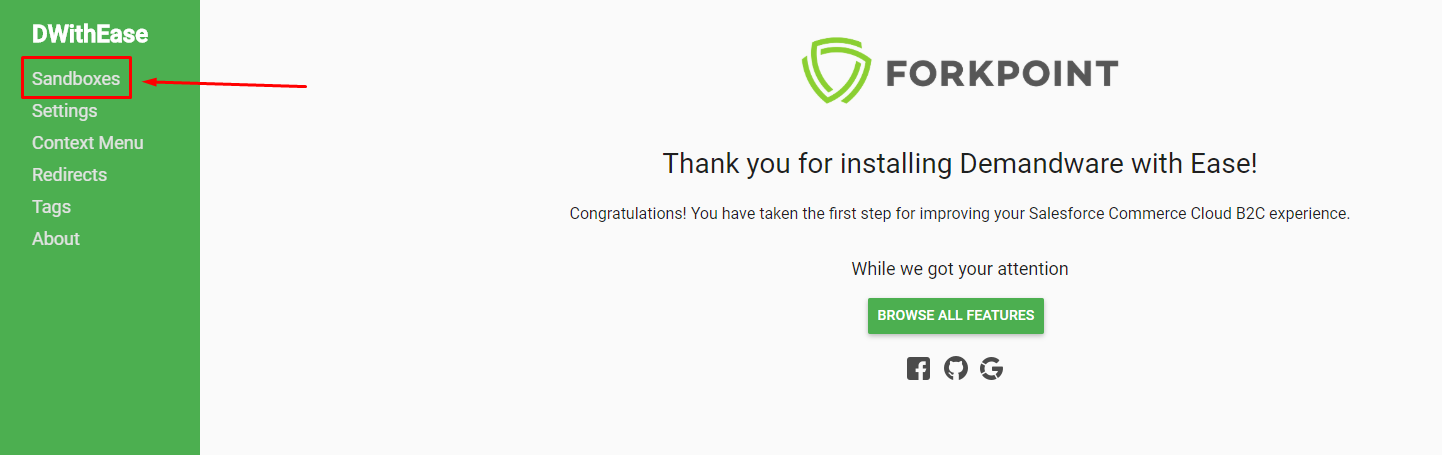 DWithEase
Sandboxes
Settings
Context Menu
Redirects
Tags
About
FORKPOINT
Thank you for installing Demandware with Ease!
Congratulations! You have taken the first step for improving your Salesforce Commerce Cloud B2C experience.
While we got your attention
BROWSE ALL FEATURES